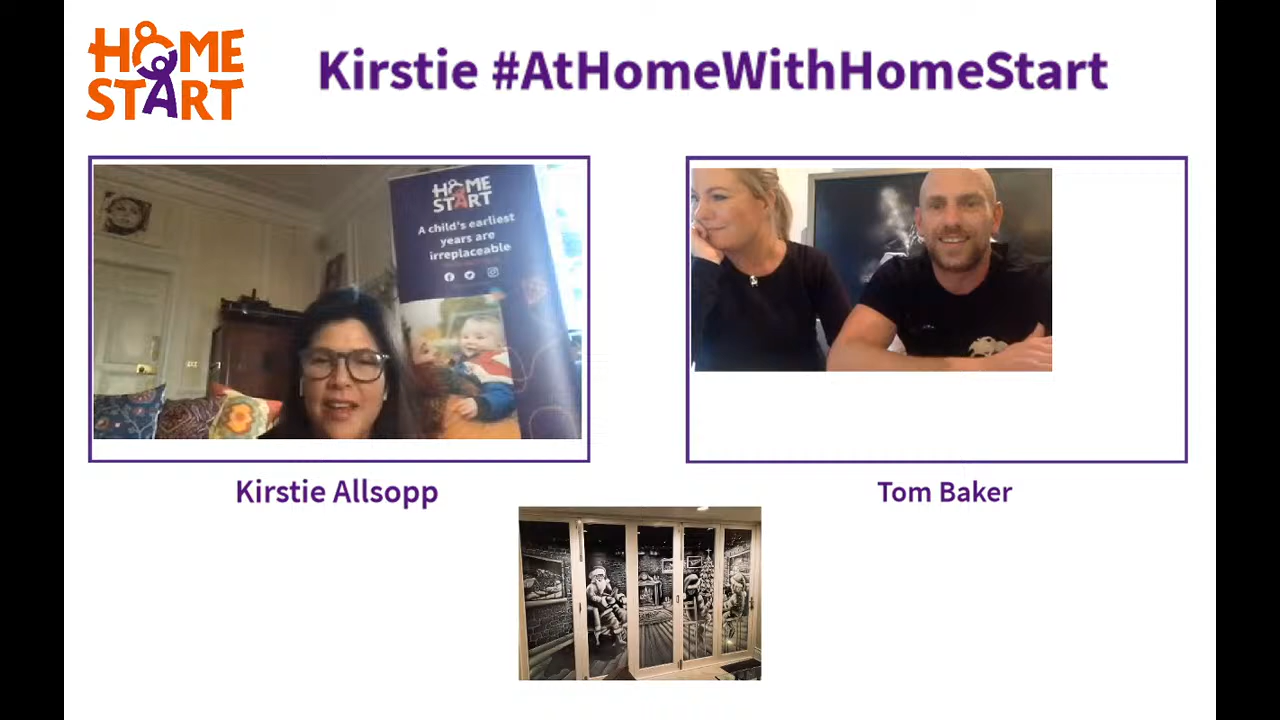 HOME
START
Kirstie #AtHomeWithHomeStart
HOME
START
A child's earliest
years are
irreplaceable
Kirstie Allsopp
Tom Baker